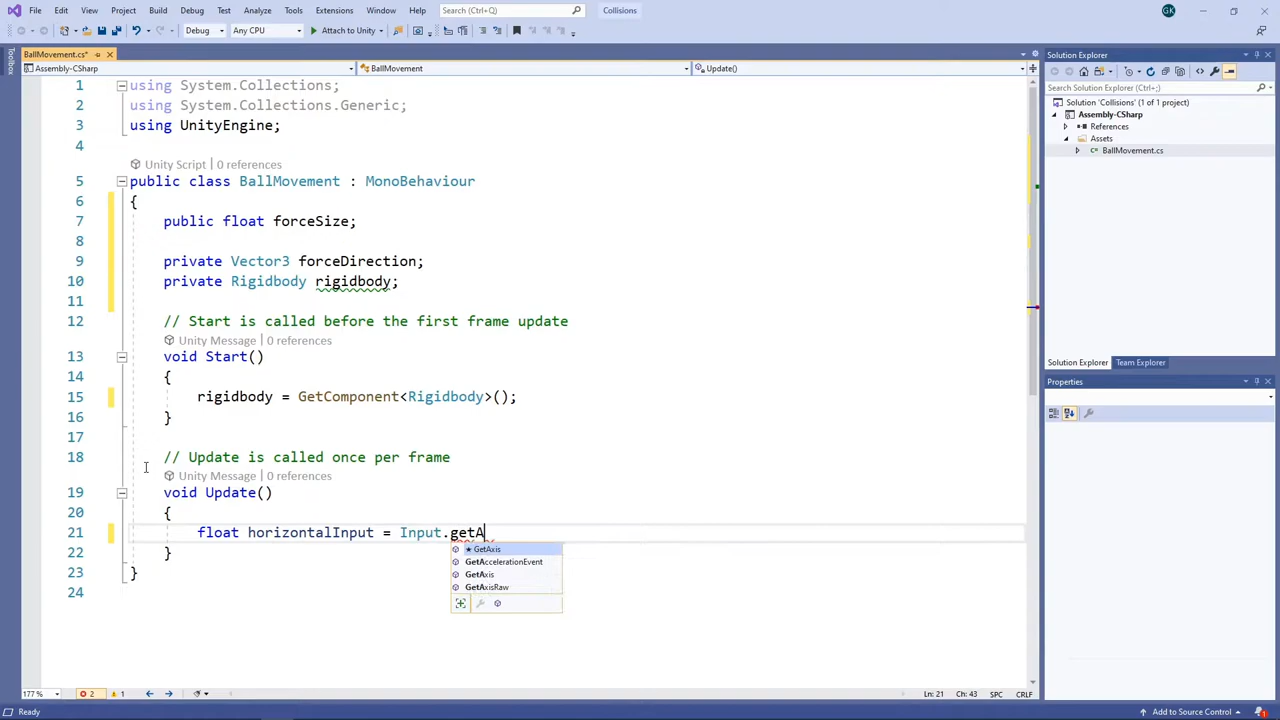 File Edit View Project Build Debug Test Analyze Tools Extensions Window Help Search (Ctrl+Q) Collisions GK
Debug Any CPU Attach to Unity
Toolbox
BallMovement.cs*
Assembly-CSharp BallMovement Update()
1 using System.Collections;
2 using System.Collections.Generic;
3 using UnityEngine;
4
Unity Script | 0 references
5 public class BallMovement : MonoBehaviour
6 {
7 public float forceSize;
8
9 private Vector3 forceDirection;
10 private Rigidbody rigidbody;
11
12 // Start is called before the first frame update
Unity Message | 0 references
13 void Start()
14 {
15 rigidbody = GetComponent<Rigidbody>();
16 }
17
18 // Update is called once per frame
Unity Message | 0 references
19 void Update()
20 {
21 float horizontalInput = Input.getA
22 }
23 }
24
★ GetAxis
GetAccelerationEvent
GetAxis
GetAxisRaw
Solution Explorer
Search Solution Explorer (Ctrl+;)
Solution 'Collisions' (1 of 1 project)
Assembly-CSharp
References
Assets
C# BallMovement.cs
Solution Explorer Team Explorer
Properties
177 % 2 1 Ln: 21 Ch: 43 SPC CRLF
Ready Add to Source Control 1